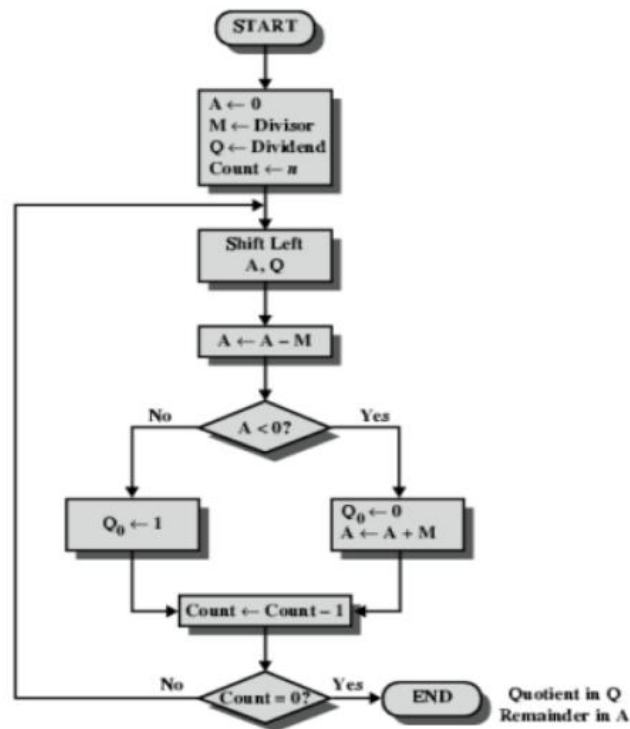 START
A ← 0
M ← Divisor
Q ← Dividend
Count ← n
Shift Left
A, Q
A ← A – M
No
A < 0?
Yes
Q₀ ← 1
Q₀ ← 0
A ← A + M
Count ← Count – 1
No
Count = 0?
Yes
END
Quotient in Q
Remainder in A